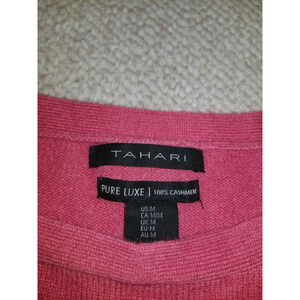 TAHARI
PURE LUXE | 100% CASHMERE
US M
CA M/M
UK M
EU M
AU M